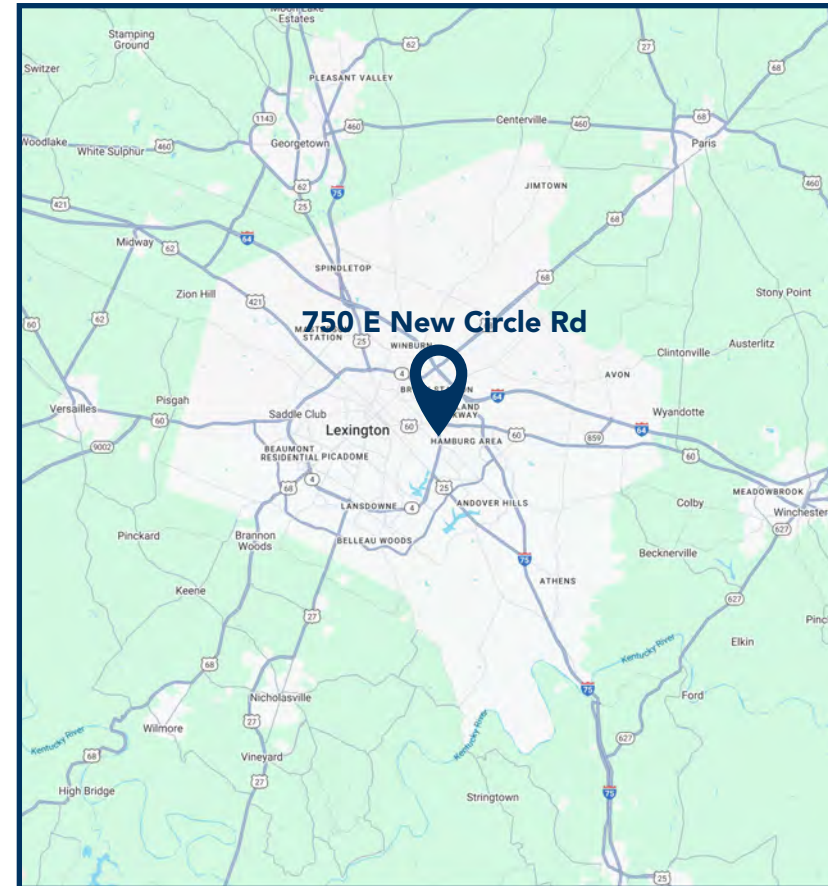 Moon Lake
Estates
Stamping
Ground
62
27
Switzer
68
PLEASANT VALLEY
62
1143
Centerville
460
68
460
Woodlake
White Sulphur
460
Georgetown
Paris
62
75
JIMTOWN
460
421
25
68
Midway
62
64
SPINDLETOP
68
Zion Hill
421
Stony Point
60
62
750 E New Circle Rd
STATION
25
WINBURN
Austerlitz
Clintonville
4
AVON
64
Versailles
Pisgah
Saddle Club
60
Wyandotte
60
Lexington
60
HAMBURG AREA
60
859
64
9002
BEAUMONT
RESIDENTIAL
PICADOME
60
68
4
25
MEADOWBROOK
LANSDOWNE
4
ANDOVER HILLS
Colby
Winchester
627
Pinckard
Brannon
Woods
BELLEAU WOODS
75
Becknerville
ATHENS
Keene
627
27
Elkin
68
Kentucky River
Nicholasville
75
Ford
Wilmore
27
Kentucky River
Kentucky River
627
68
Vineyard
27
High Bridge
Stringtown
75
25